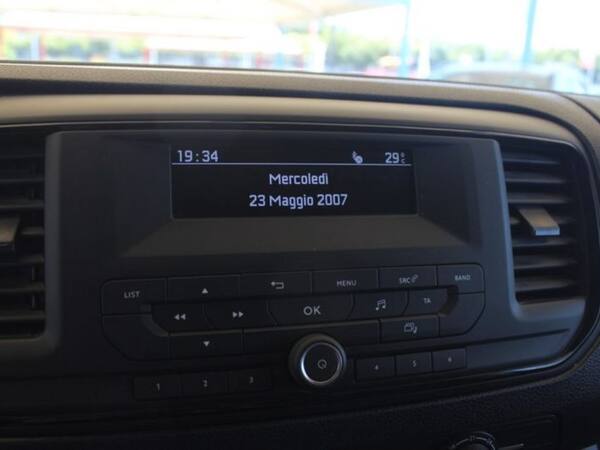 19:34 29°C
Mercoledì
23 Maggio 2007
LIST MENU SRC BAND
OK TA
1 2 3 4 5 6